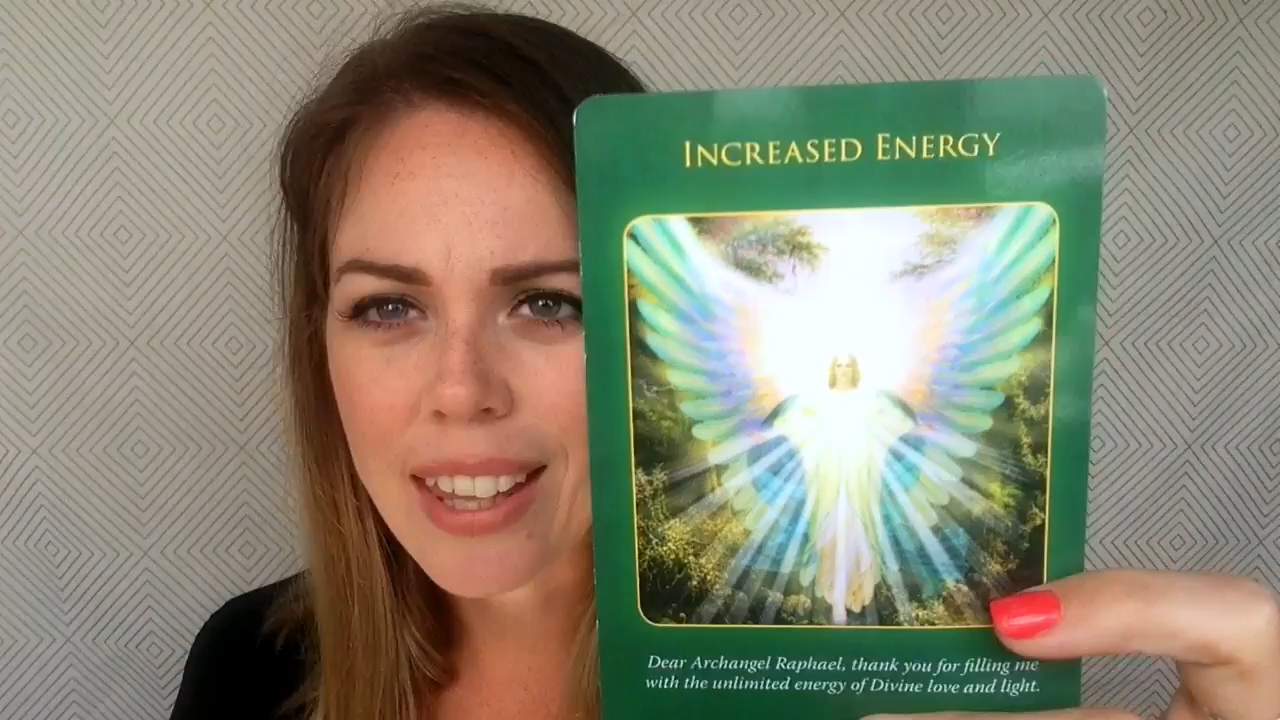 INCREASED ENERGY
Dear Archangel Raphael, thank you for filling me
with the unlimited energy of Divine love and light.